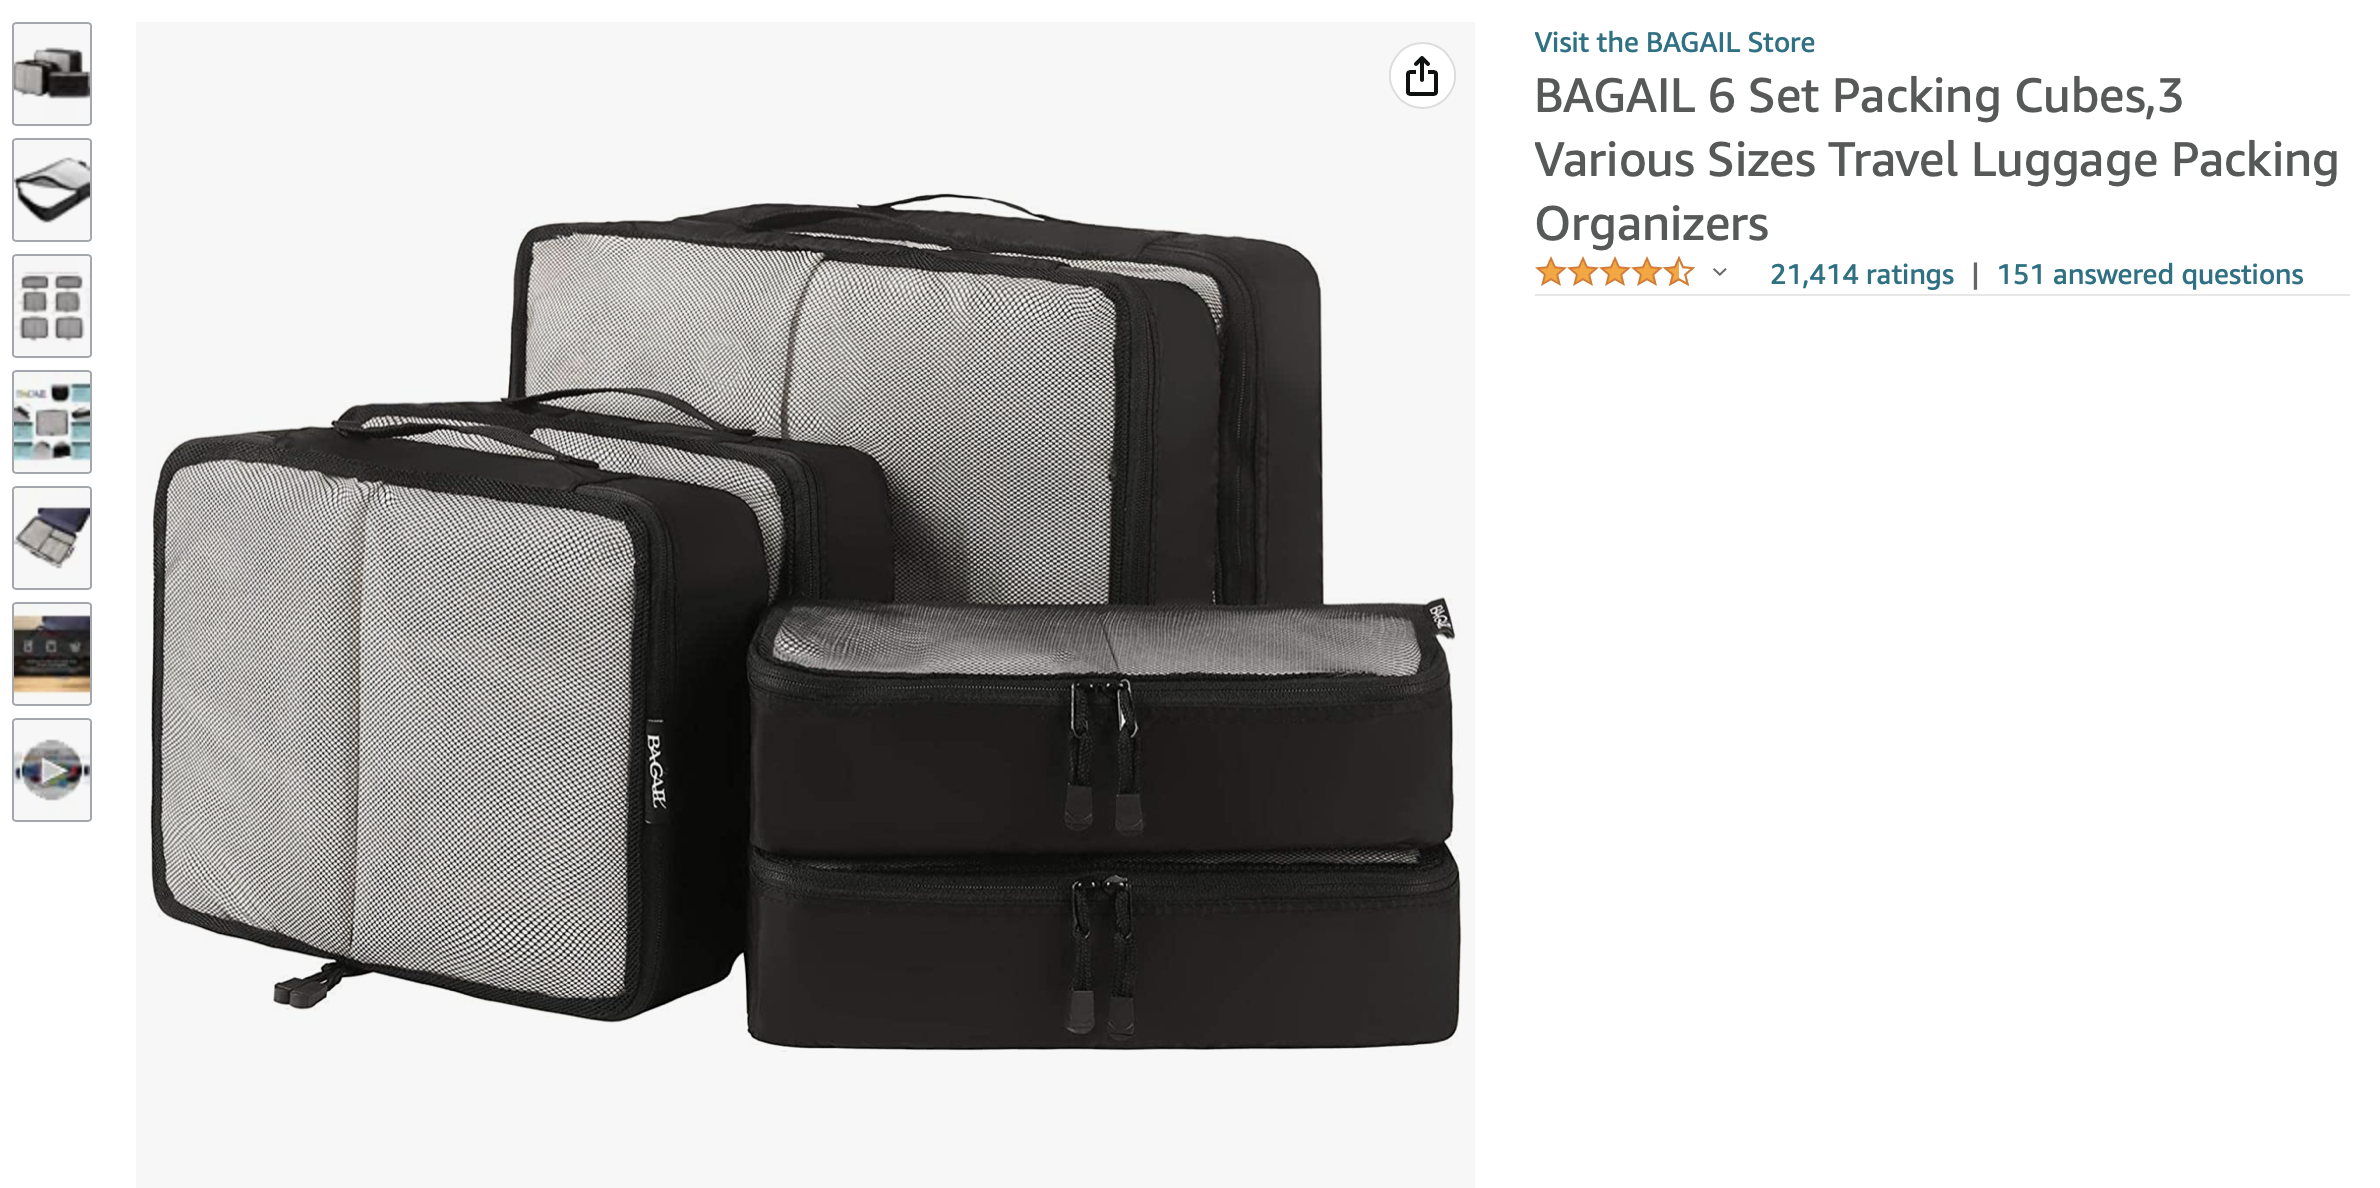 Visit the BAGAIL Store
BAGAIL 6 Set Packing Cubes,3
Various Sizes Travel Luggage Packing
Organizers
21,414 ratings | 151 answered questions
BAGAIL
BAGAIL